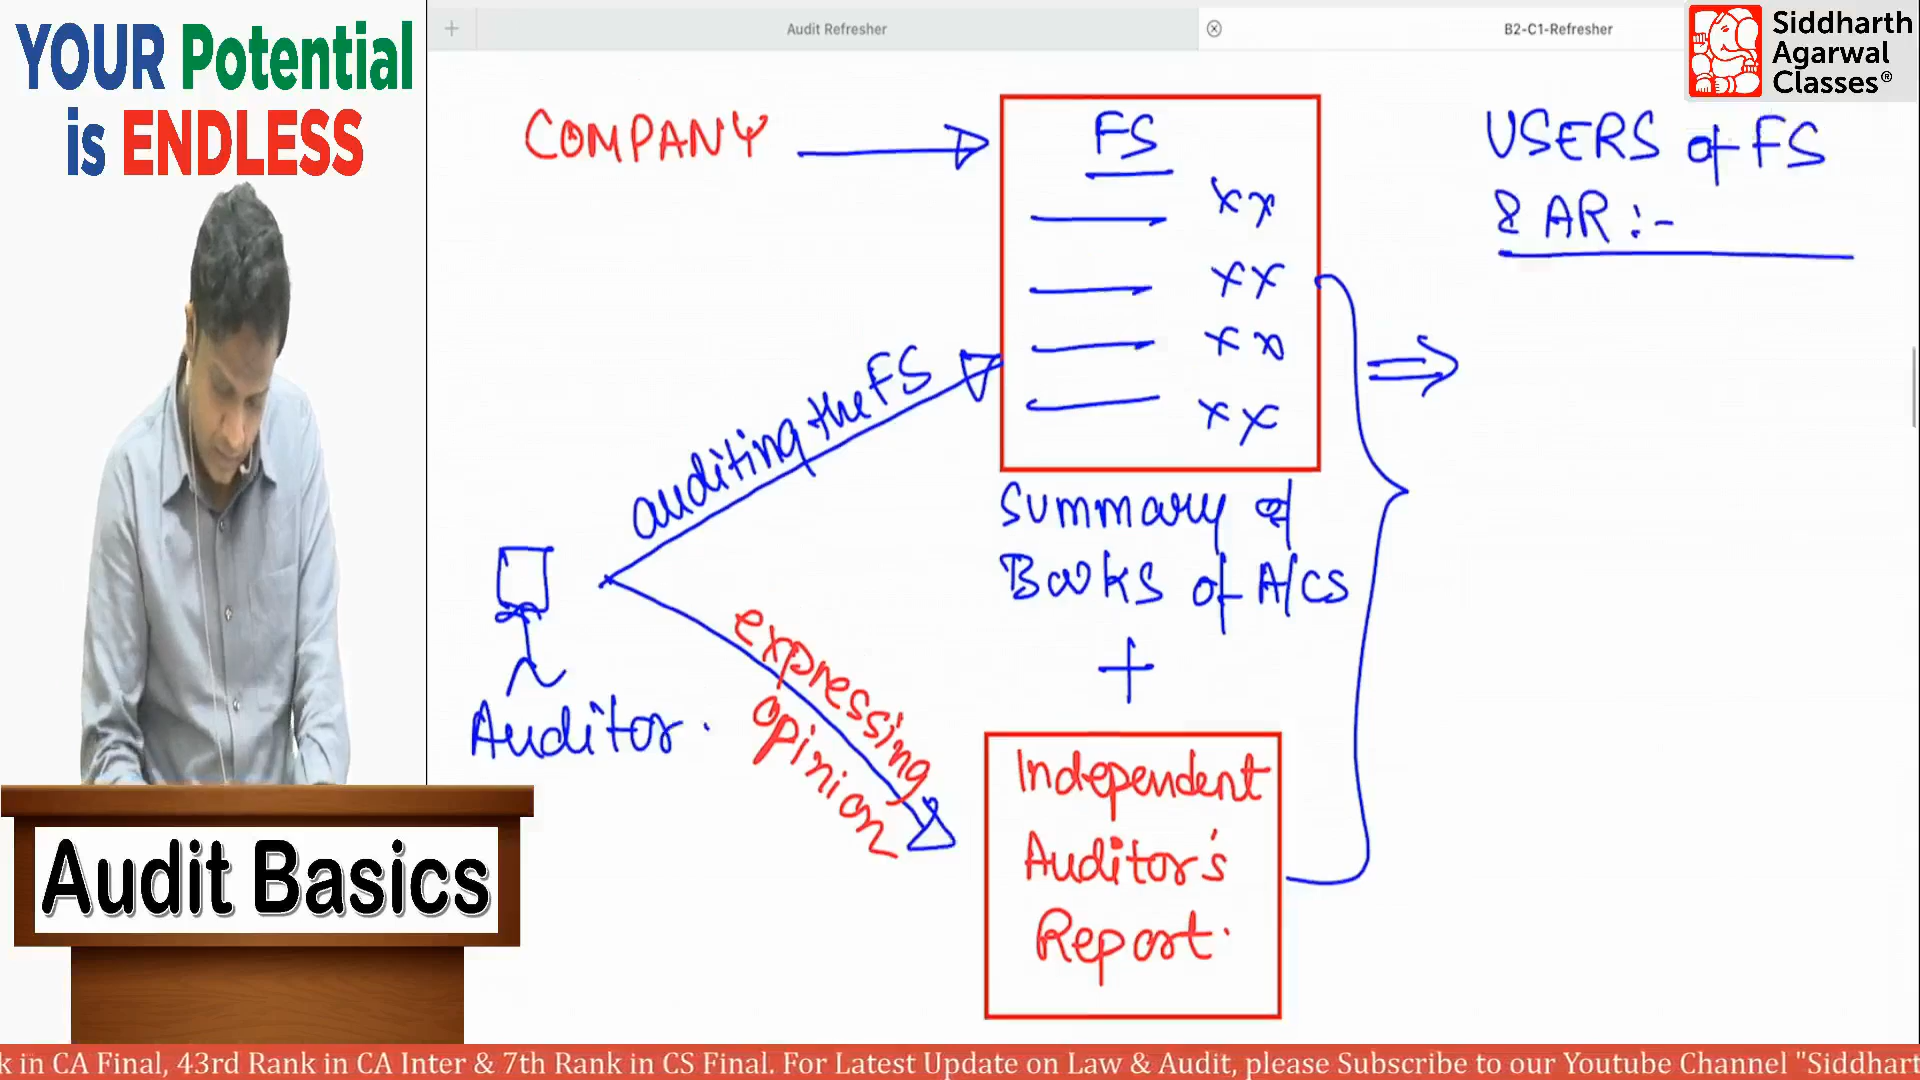 YOUR Potential
is ENDLESS
Audit Refresher
B2-C1-Refresher
Siddharth
Agarwal
Classes®
COMPANY
FS
xx
xx
xx
xx
USERS of FS
& AR :-
auditing the FS
Summary of
Books of A/CS
+
Auditor.
expressing
opinion
Independent
Auditor's
Report.
Audit Basics
k in CA Final, 43rd Rank in CA Inter & 7th Rank in CS Final. For Latest Update on Law & Audit, please Subscribe to our Youtube Channel "Siddhart